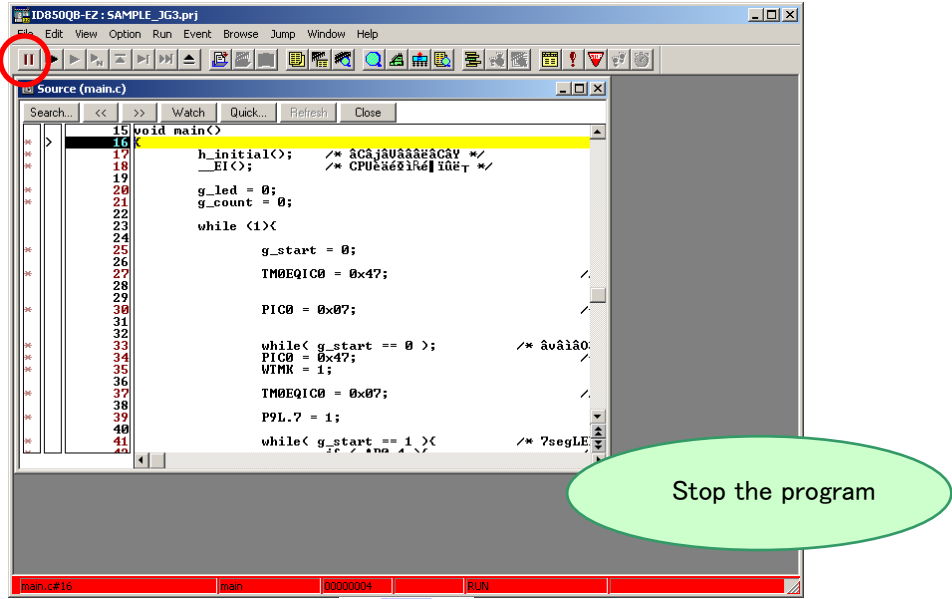 ID850QB-EZ : SAMPLE_JG3.prj
File Edit View Option Run Event Browse Jump Window Help
Source (main.c)
Search... << >> Watch Quick... Refresh Close
15 void main()
> 16 {
* 17 h_initial(); /* âCâjâVâââëâCâY */
* 18 __EI(); /*
19
* 20 g_led = 0;
* 21 g_count = 0;
22
23 while (1){
24
* 25 g_start = 0;
26
* 27 TM0EQIC0 = 0x47; /
28
29
* 30 PIC0 = 0x07; /
31
32
* 33 while( g_start == 0 ); /*
* 34 PIC0 = 0x47; /
* 35 WTMK = 1;
36
* 37 TM0EQIC0 = 0x07; /
38
* 39 P9L.7 = 1;
40
* 41 while( g_start == 1 ){ /* 7segLE
Stop the program
main.c#16 main 00000004 RUN